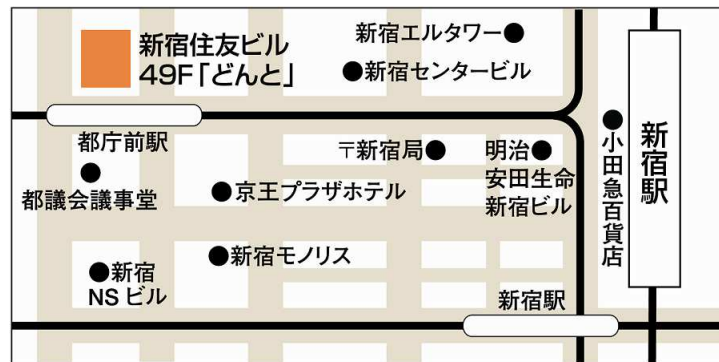 新宿住友ビル
49F「どんと」
新宿エルタワー
新宿センタービル
都庁前駅
都議会議事堂
〒新宿局
明治
安田生命
新宿ビル
京王プラザホテル
新宿モノリス
新宿
NSビル
小田急百貨店
新宿駅
新宿駅